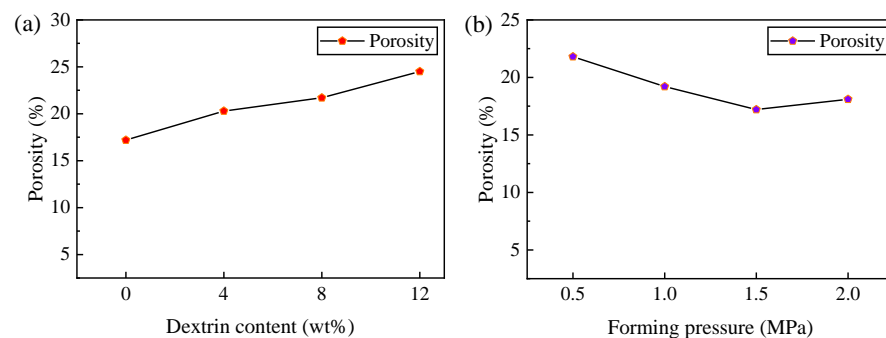 (a)
Porosity
Porosity (%)
30
25
20
15
10
5
0 4 8 12
Dextrin content (wt%)
(b)
Porosity
Porosity (%)
25
20
15
10
5
0.5 1.0 1.5 2.0
Forming pressure (MPa)